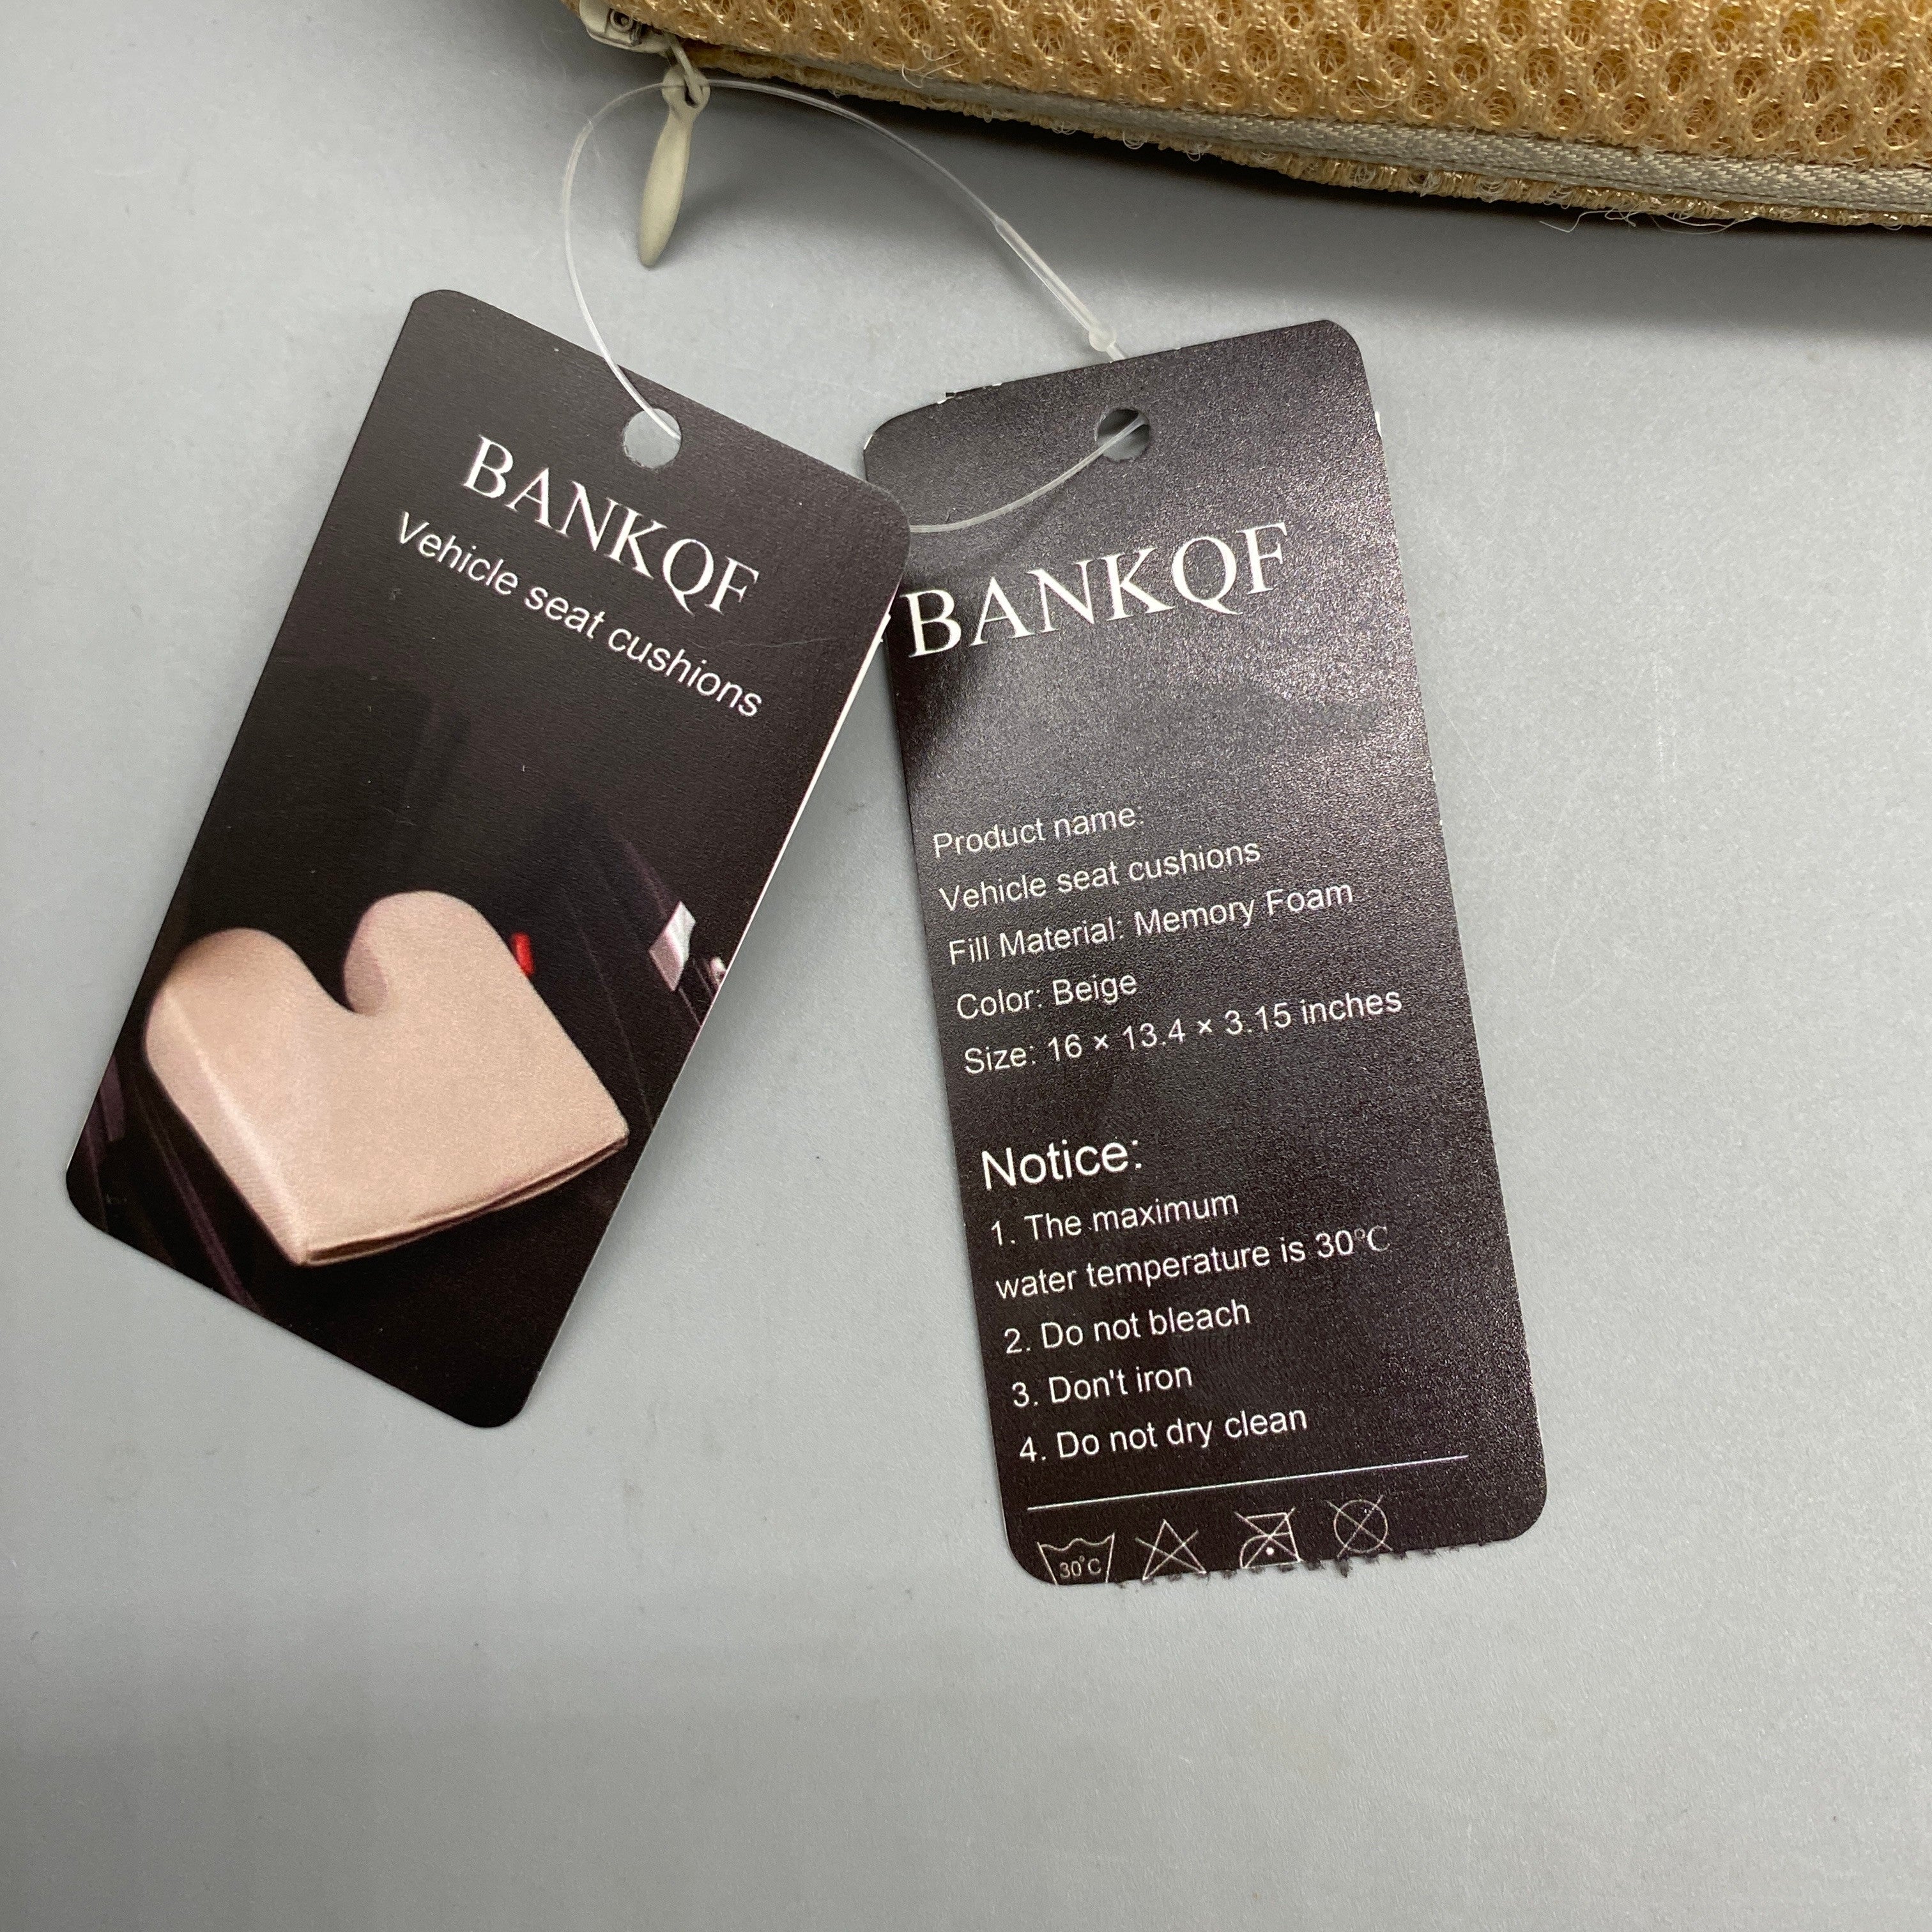 BANKQF
Vehicle seat cushions
BANKQF
Product name:
Vehicle seat cushions
Fill Material: Memory Foam
Color: Beige
Size: 16 × 13.4 × 3.15 inches
Notice:
1. The maximum
water temperature is 30℃
2. Do not bleach
3. Don't iron
4. Do not dry clean
30°C